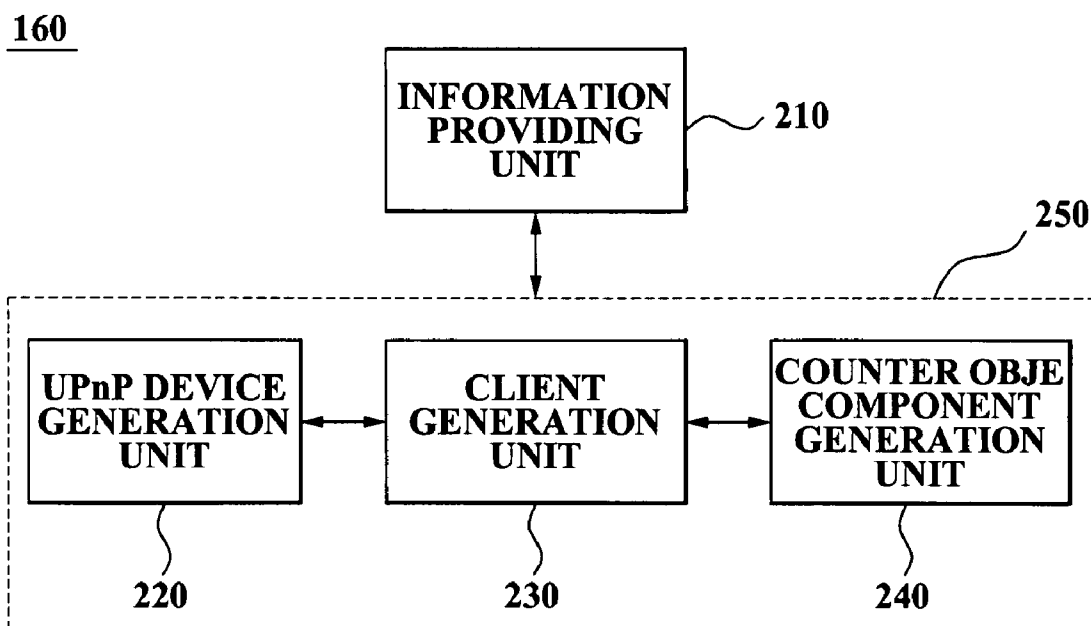 160
INFORMATION
PROVIDING
UNIT
210
250
UPnP DEVICE
GENERATION
UNIT
CLIENT
GENERATION
UNIT
COUNTER OBJE
COMPONENT
GENERATION
UNIT
220
230
240